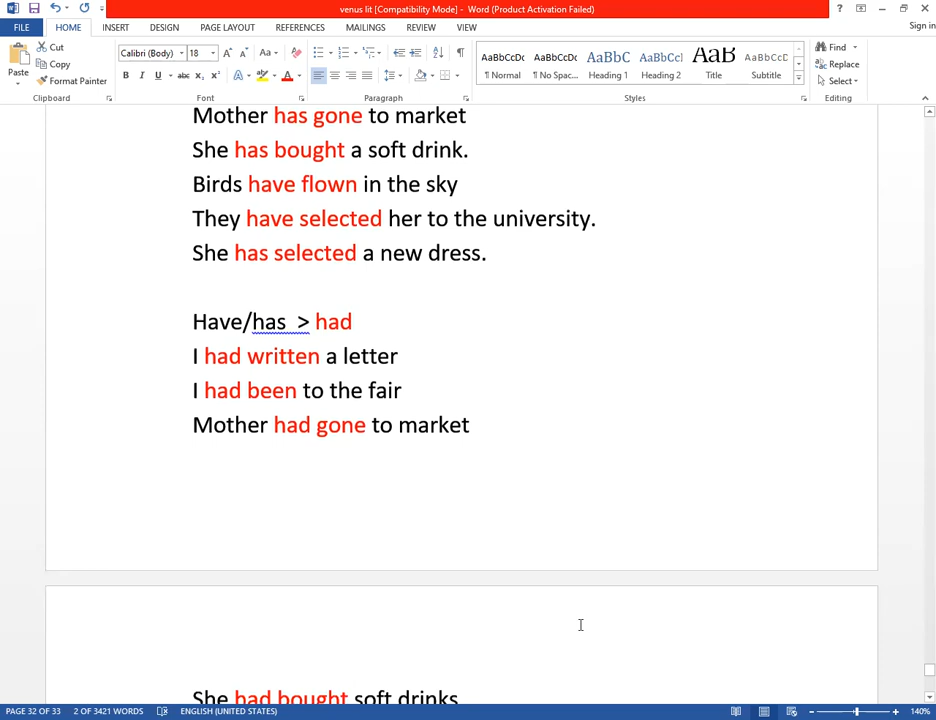 venus lit [Compatibility Mode] - Word (Product Activation Failed)
Sign in
FILE HOME INSERT DESIGN PAGE LAYOUT REFERENCES MAILINGS REVIEW VIEW
Paste Cut
Copy
Format Painter
Calibri (Body) 18
AaBbCcDc AaBbCcDc AaBbC AaBbCcl AaB AaBbCcC
¶ Normal ¶ No Spac... Heading 1 Heading 2 Title Subtitle
Find
Replace
Select
Clipboard Font Paragraph Styles Editing
Mother has gone to market
She has bought a soft drink.
Birds have flown in the sky
They have selected her to the university.
She has selected a new dress.
Have/has > had
I had written a letter
I had been to the fair
Mother had gone to market
She had bought soft drinks
PAGE 32 OF 33 2 OF 3421 WORDS ENGLISH (UNITED STATES) 140%